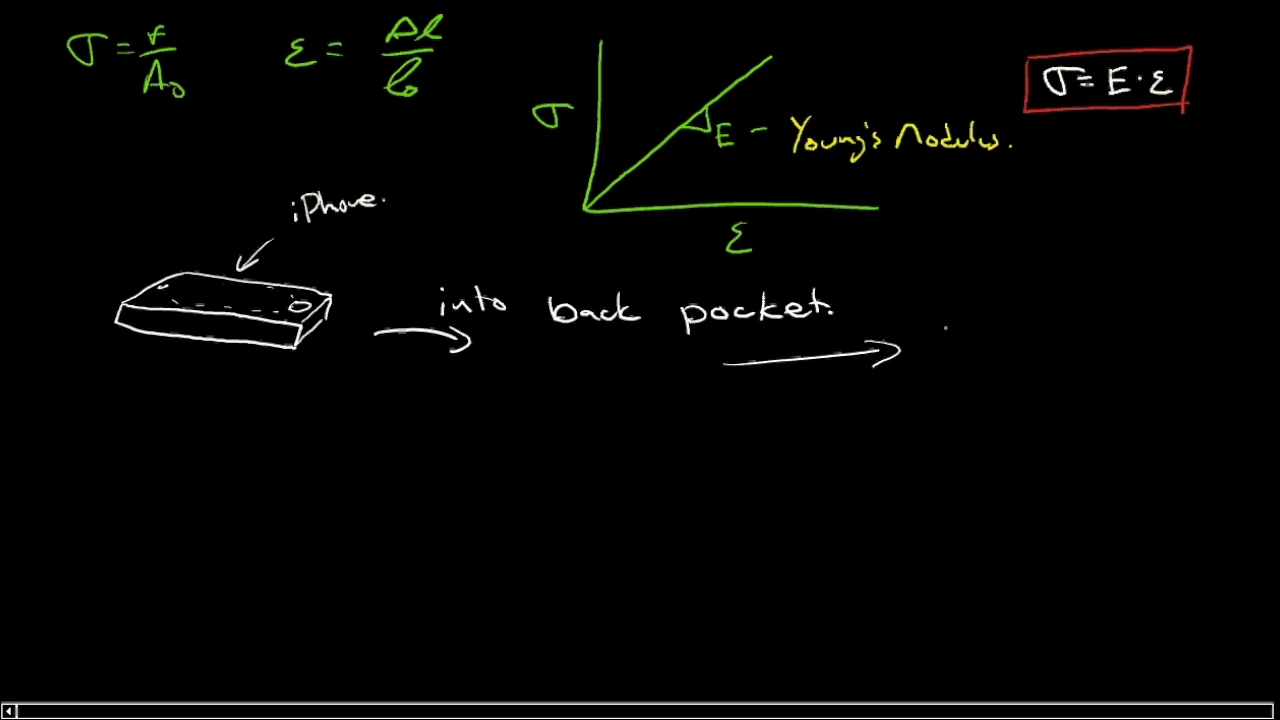 σ = F/A₀
ε = Δl/l₀
σ = E · ε
σ
E – Young's Modulus.
ε
iPhone.
into back pocket.